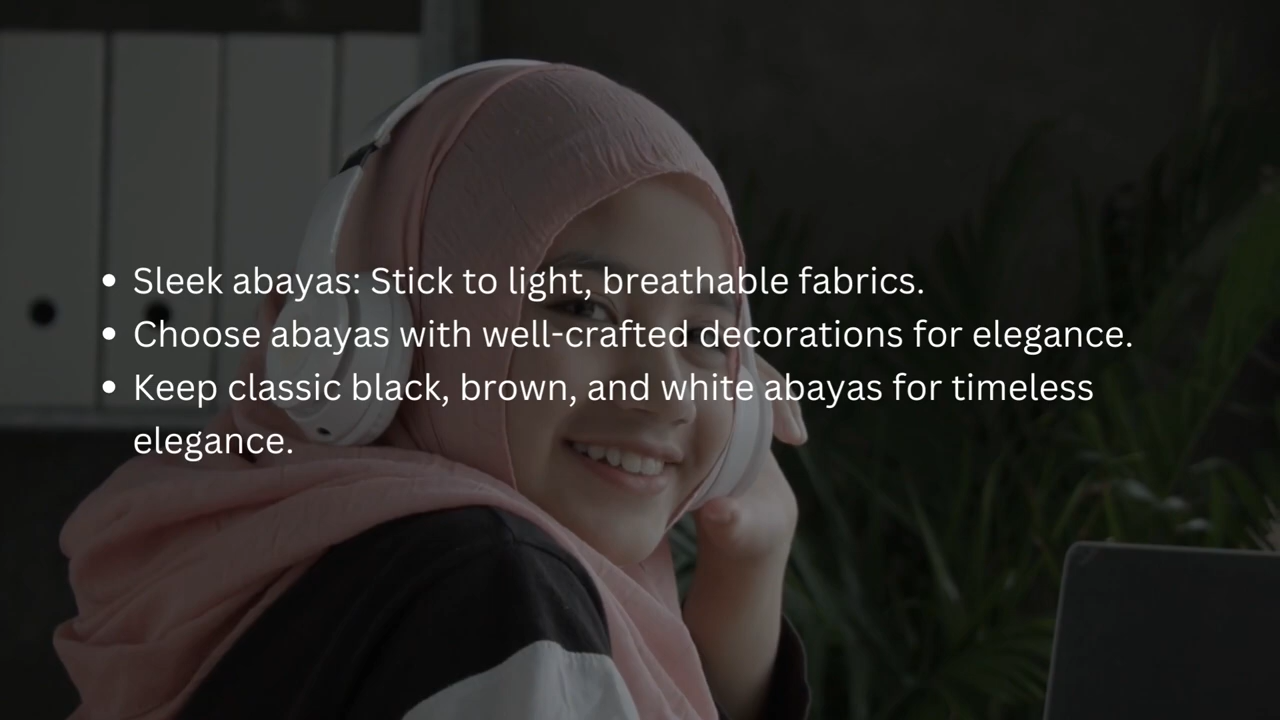 • Sleek abayas: Stick to light, breathable fabrics.
• Choose abayas with well-crafted decorations for elegance.
• Keep classic black, brown, and white abayas for timeless
elegance.